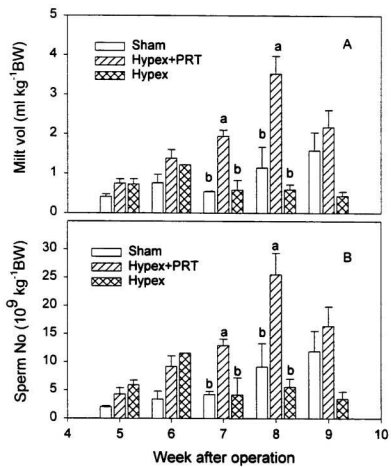 5
4
3
2
1
0
Milt vol (ml kg⁻¹BW)
Sham
Hypex+PRT
Hypex
A
a
a
b
b
b
b
30
25
20
15
10
5
0
Sperm No (10⁹ kg⁻¹BW)
Sham
Hypex+PRT
Hypex
B
a
a
b
b
b
b
4 5 6 7 8 9 10
Week after operation